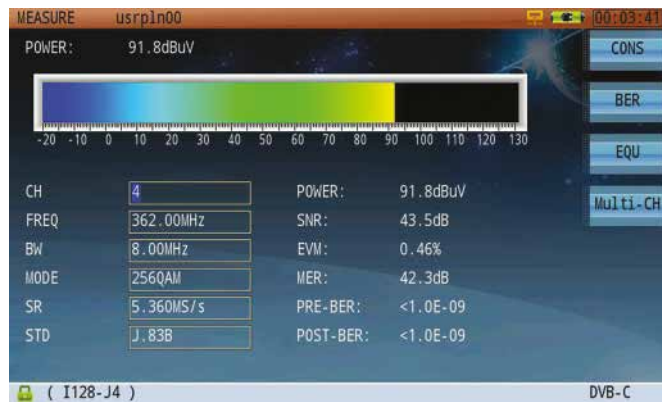 MEASURE usrpln00 00:03:41
POWER: 91.8dBuV
CONS
BER
EQU
Multi-CH
-20 -10 0 10 20 30 40 50 60 70 80 90 100 110 120 130
CH 4 POWER: 91.8dBuV
FREQ 362.00MHz SNR: 43.5dB
BW 8.00MHz EVM: 0.46%
MODE 256QAM MER: 42.3dB
SR 5.360MS/s PRE-BER: <1.0E-09
STD J.83B POST-BER: <1.0E-09
( I128-J4 ) DVB-C